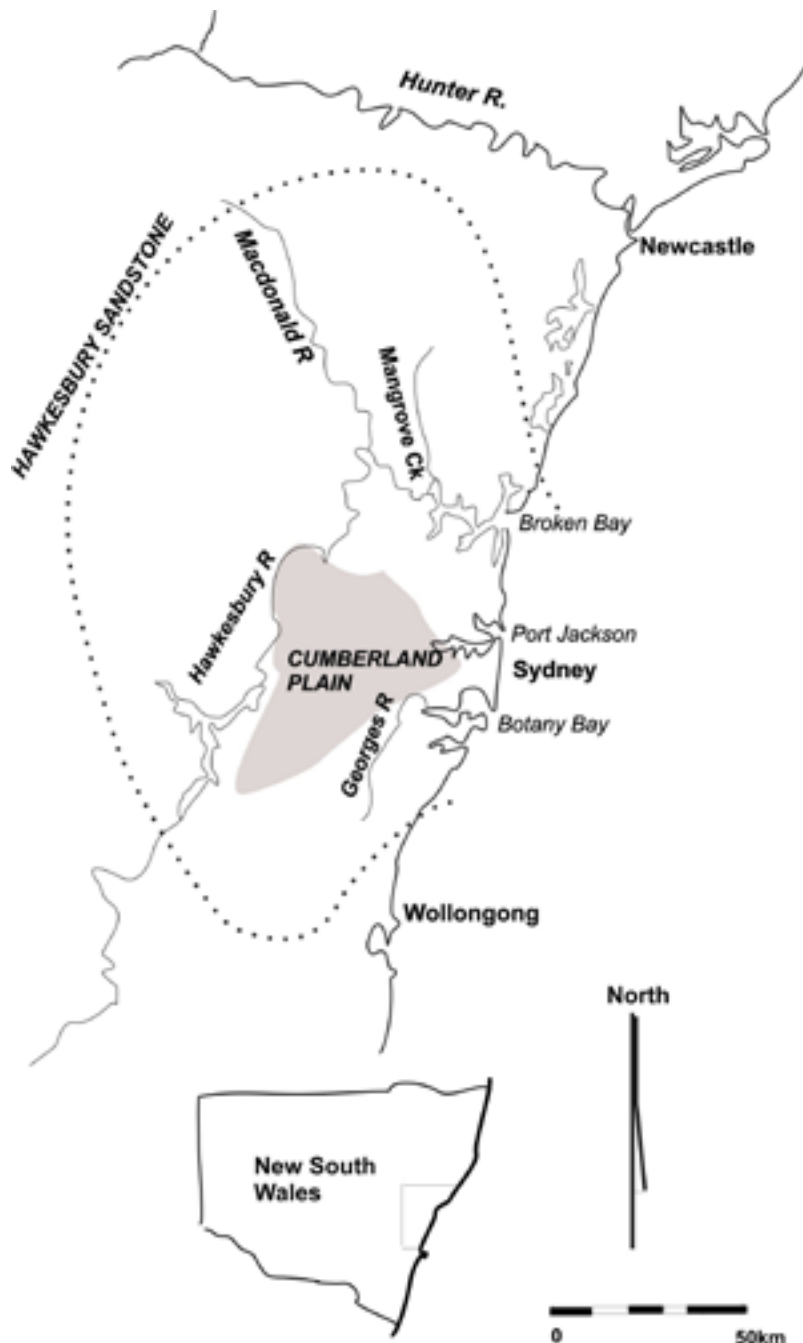 Hunter R.
Newcastle
HAWKESBURY SANDSTONE
Macdonald R
Mangrove Ck
Broken Bay
Hawkesbury R
Port Jackson
CUMBERLAND
PLAIN
Sydney
Georges R
Botany Bay
Wollongong
North
New South
Wales
0
50km